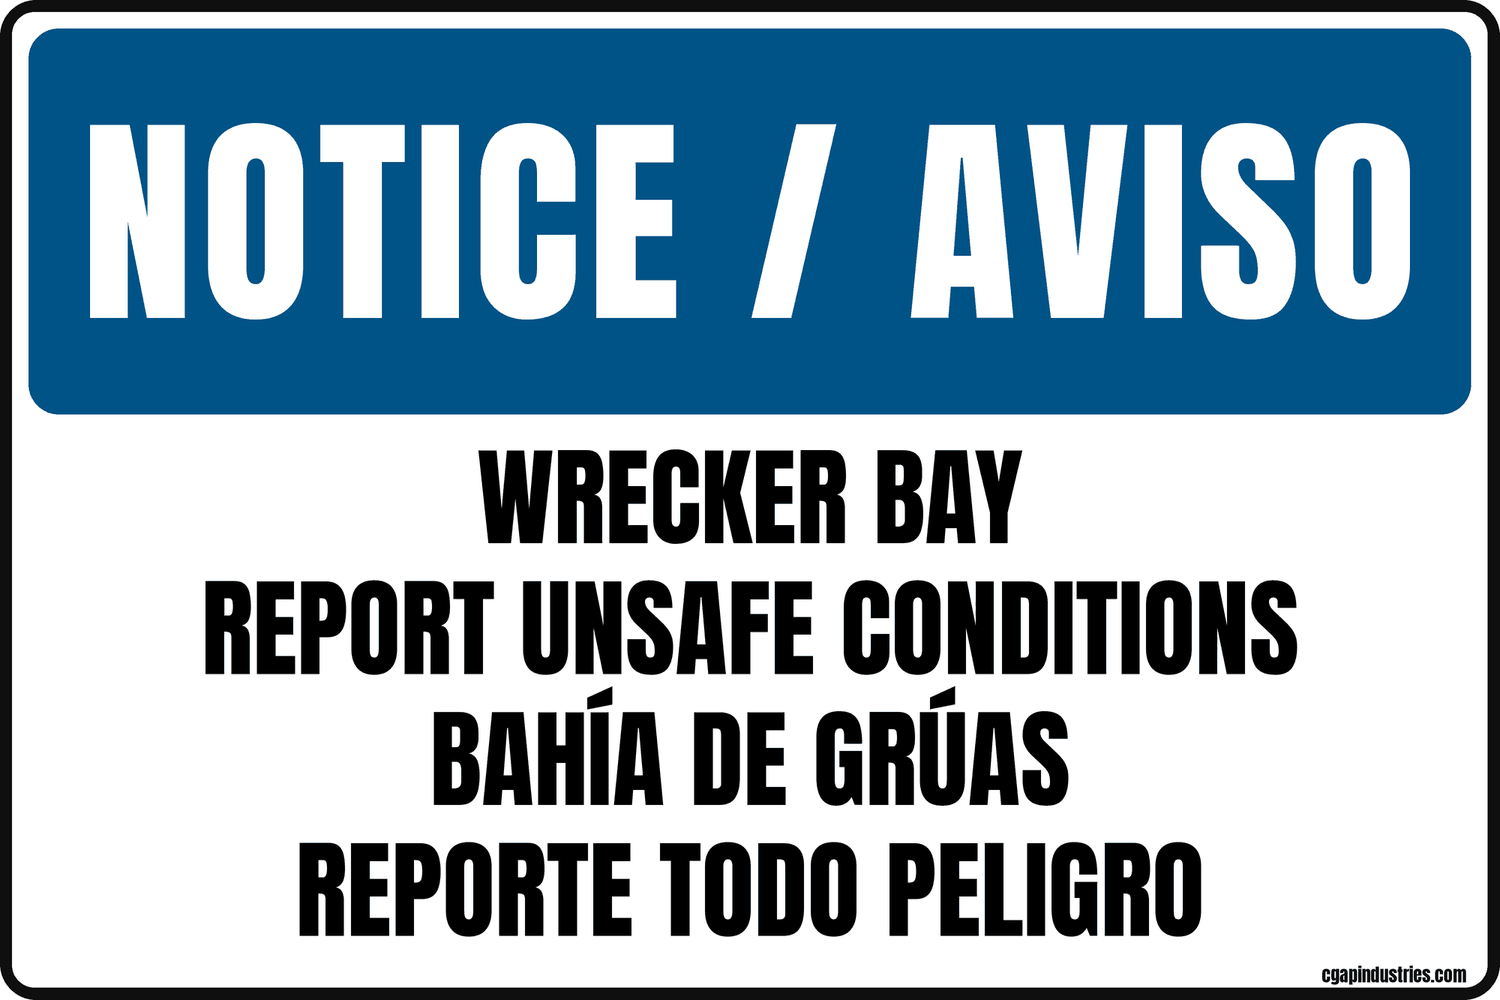 NOTICE / AVISO
WRECKER BAY
REPORT UNSAFE CONDITIONS
BAHÍA DE GRÚAS
REPORTE TODO PELIGRO
cgapindustries.com